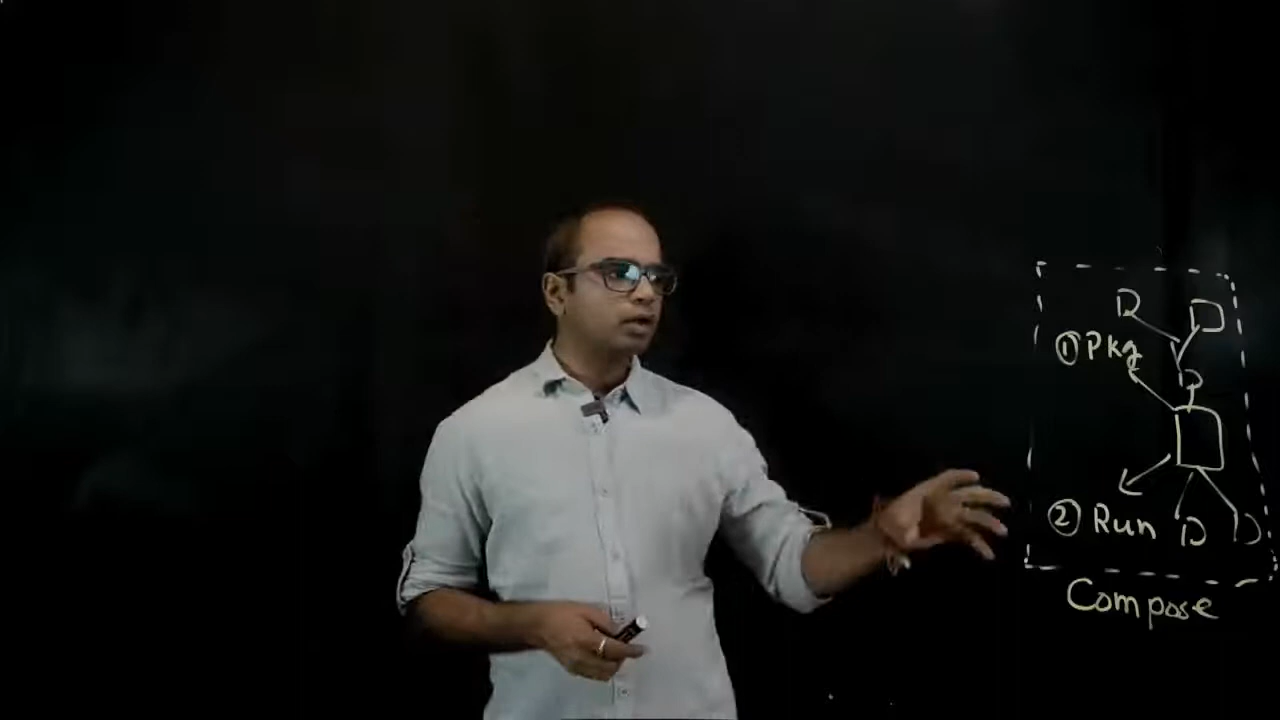 D D
① Pkg
D
② Run D D
Compose